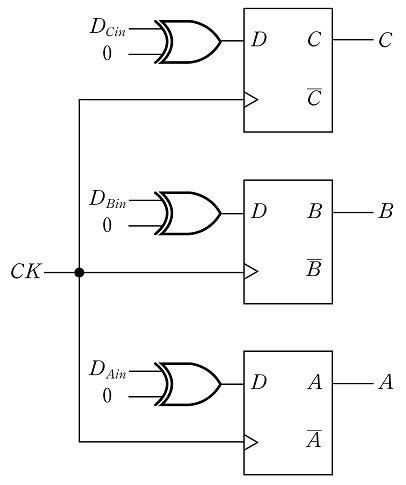 D_Cin D C C
0
C̅
D_Bin D B B
0
CK B̅
D_Ain D A A
0
A̅